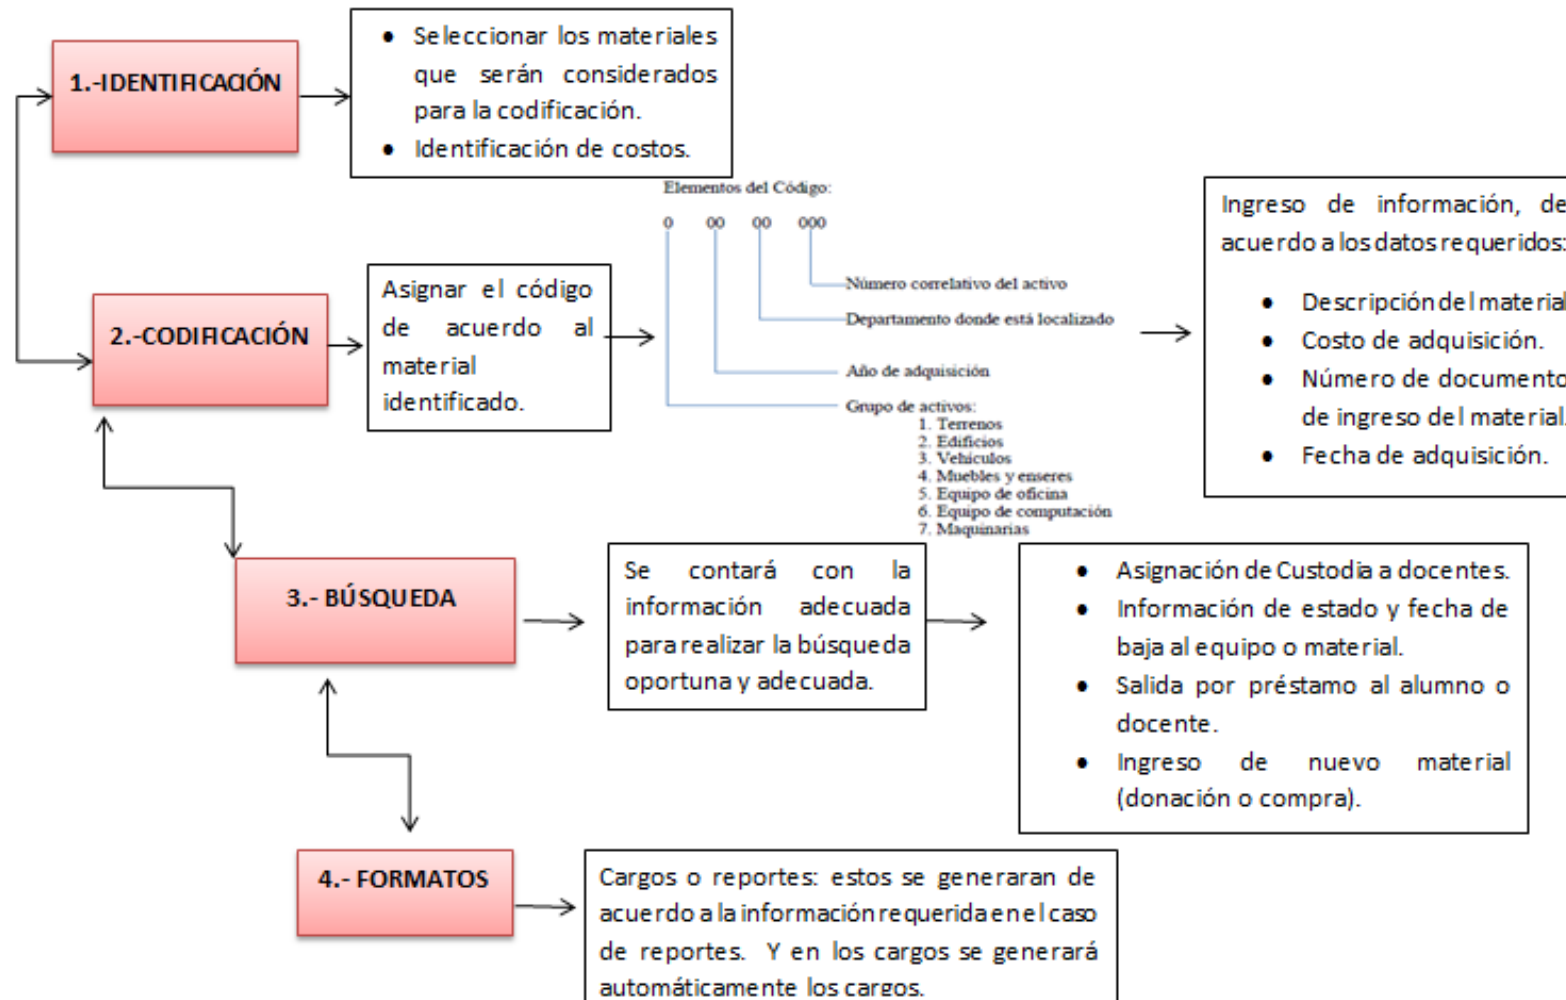 1.-IDENTIFICACIÓN
• Seleccionar los materiales
que serán considerados
para la codificación.
• Identificación de costos.
2.-CODIFICACIÓN
Asignar el código
de acuerdo al
material
identificado.
Elementos del Código:
0 00 00 000
Número correlativo del activo
Departamento donde está localizado
Año de adquisición
Grupo de activos:
1. Terrenos
2. Edificios
3. Vehículos
4. Muebles y enseres
5. Equipo de oficina
6. Equipo de computación
7. Maquinarias
Ingreso de información, de
acuerdo a los datos requeridos:
• Descripción del material
• Costo de adquisición.
• Número de documento
de ingreso del material.
• Fecha de adquisición.
3.- BÚSQUEDA
Se contará con la
información adecuada
para realizar la búsqueda
oportuna y adecuada.
• Asignación de Custodia a docentes.
• Información de estado y fecha de
baja al equipo o material.
• Salida por préstamo al alumno o
docente.
• Ingreso de nuevo material
(donación o compra).
4.- FORMATOS
Cargos o reportes: estos se generaran de
acuerdo a la información requerida en el caso
de reportes. Y en los cargos se generará
automáticamente los cargos.